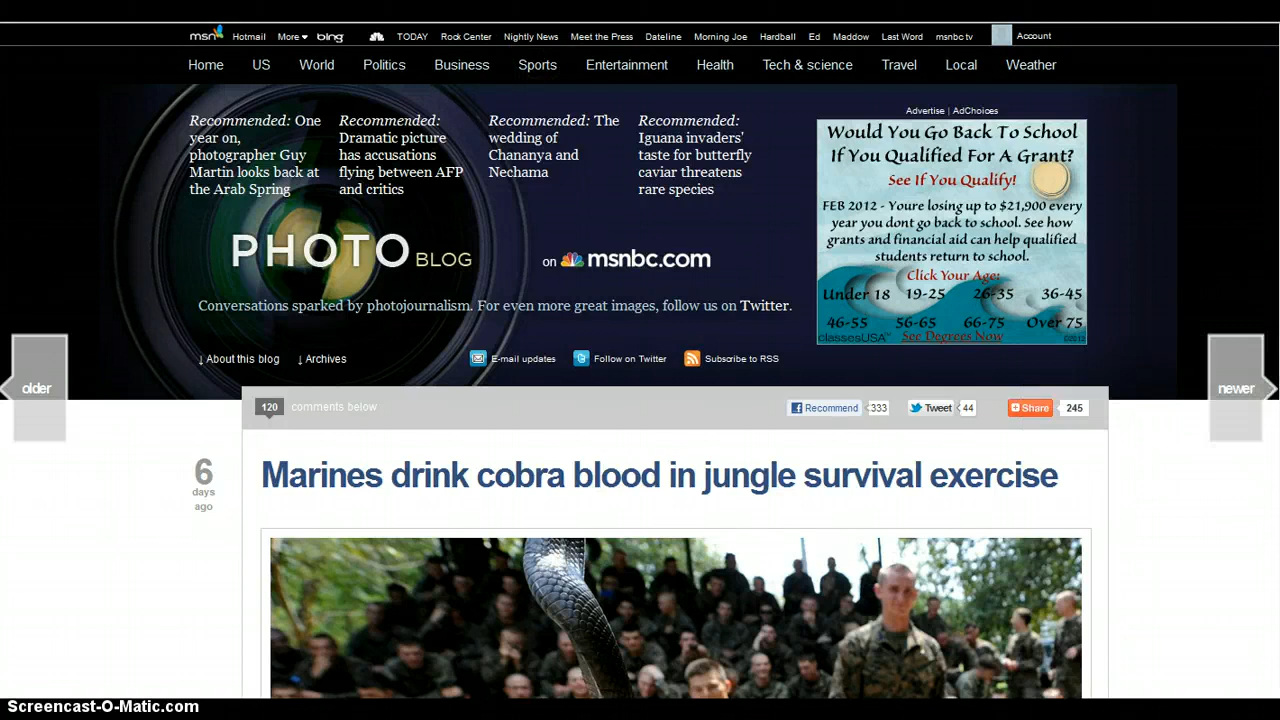 msn Hotmail More bing TODAY Rock Center Nightly News Meet the Press Dateline Morning Joe Hardball Ed Maddow Last Word msnbc tv Account
Home US World Politics Business Sports Entertainment Health Tech & science Travel Local Weather
Recommended: One
year on,
photographer Guy
Martin looks back at
the Arab Spring
Recommended:
Dramatic picture
has accusations
flying between AFP
and critics
Recommended: The
wedding of
Chananya and
Nechama
Recommended:
Iguana invaders'
taste for butterfly
caviar threatens
rare species
Advertise | AdChoices
Would You Go Back To School
If You Qualified For A Grant?
See If You Qualify!
FEB 2012 - Youre losing up to $21,900 every
year you dont go back to school. See how
grants and financial aid can help qualified
students return to school.
Click Your Age:
Under 18 19-25 26-35 36-45
46-55 56-65 66-75 Over 75
classesUSA™ See Degrees Now ©2012
PHOTO BLOG on msnbc.com
Conversations sparked by photojournalism. For even more great images, follow us on Twitter.
↓ About this blog ↓ Archives E-mail updates Follow on Twitter Subscribe to RSS
older
newer
120 comments below Recommend 333 Tweet 44 Share 245
6
days
ago
Marines drink cobra blood in jungle survival exercise
Screencast-O-Matic.com